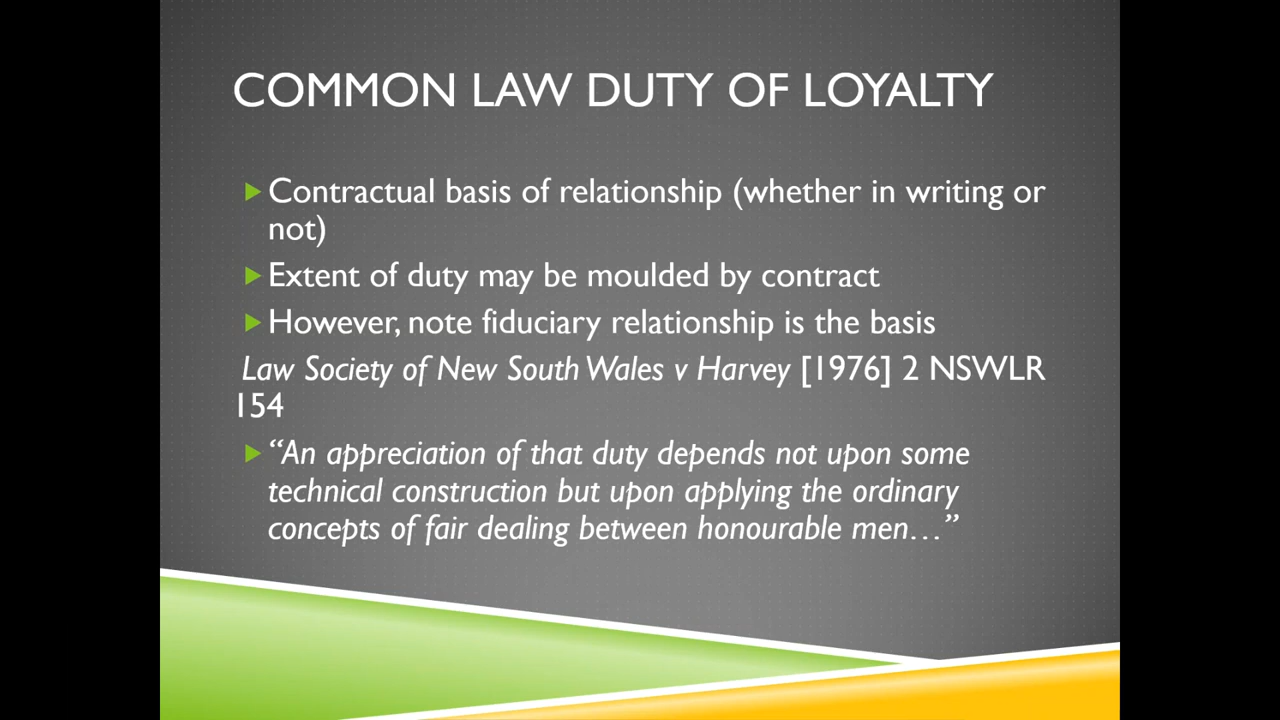 COMMON LAW DUTY OF LOYALTY
Contractual basis of relationship (whether in writing or
not)
Extent of duty may be moulded by contract
However, note fiduciary relationship is the basis
Law Society of New South Wales v Harvey [1976] 2 NSWLR
154
“An appreciation of that duty depends not upon some
technical construction but upon applying the ordinary
concepts of fair dealing between honourable men…”